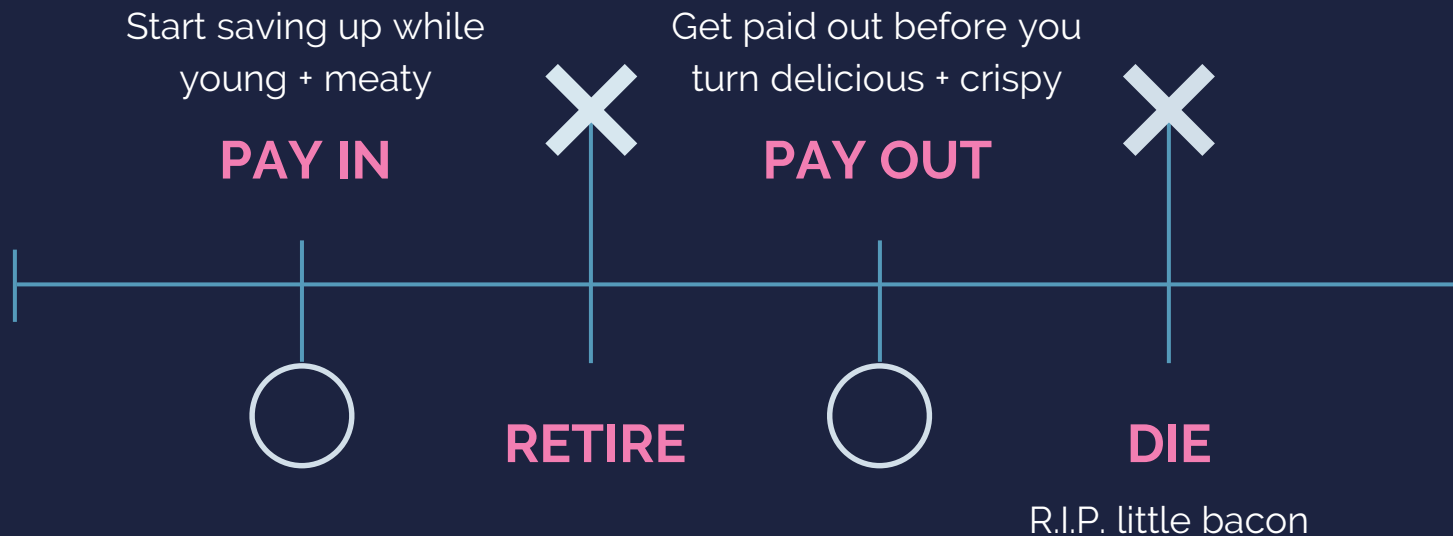 Start saving up while
young + meaty
PAY IN
Get paid out before you
turn delicious + crispy
PAY OUT
RETIRE
DIE
R.I.P. little bacon